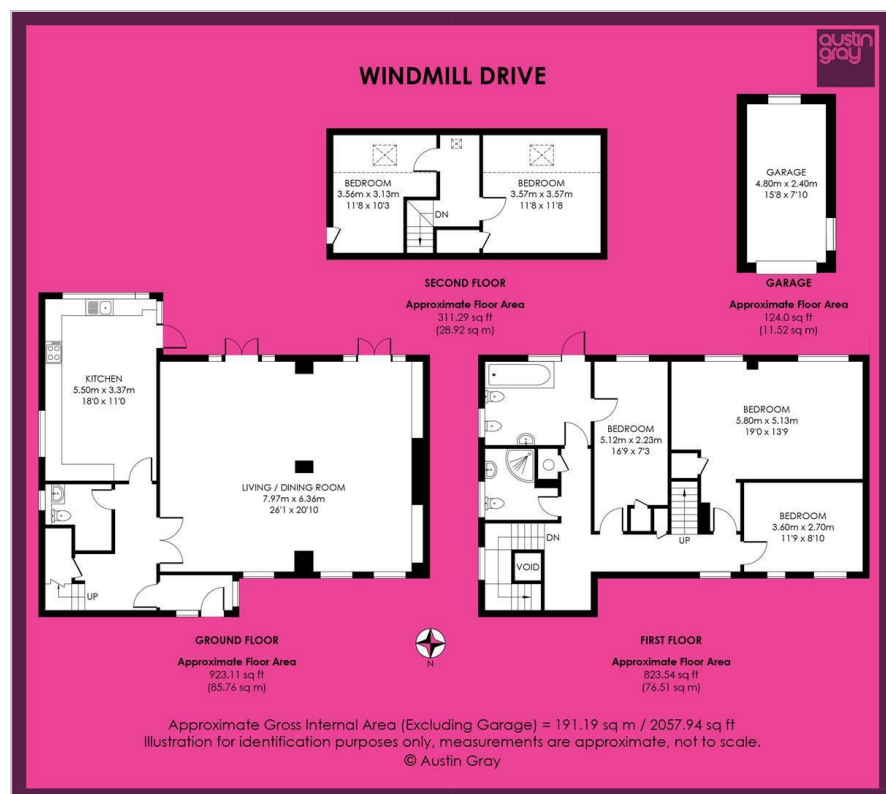 austin
gray
WINDMILL DRIVE
BEDROOM
3.56m x 3.13m
11'8 x 10'3
DN
BEDROOM
3.57m x 3.57m
11'8 x 11'8
SECOND FLOOR
Approximate Floor Area
311.29 sq ft
(28.92 sq m)
GARAGE
4.80m x 2.40m
15'8 x 7'10
GARAGE
Approximate Floor Area
124.0 sq ft
(11.52 sq m)
KITCHEN
5.50m x 3.37m
18'0 x 11'0
LIVING / DINING ROOM
7.97m x 6.36m
26'1 x 20'10
UP
GROUND FLOOR
Approximate Floor Area
923.11 sq ft
(85.76 sq m)
N
BEDROOM
5.12m x 2.23m
16'9 x 7'3
BEDROOM
5.80m x 5.13m
19'0 x 13'9
BEDROOM
3.60m x 2.70m
11'9 x 8'10
DN
VOID
UP
FIRST FLOOR
Approximate Floor Area
823.54 sq ft
(76.51 sq m)
Approximate Gross Internal Area (Excluding Garage) = 191.19 sq m / 2057.94 sq ft
Illustration for identification purposes only, measurements are approximate, not to scale.
© Austin Gray